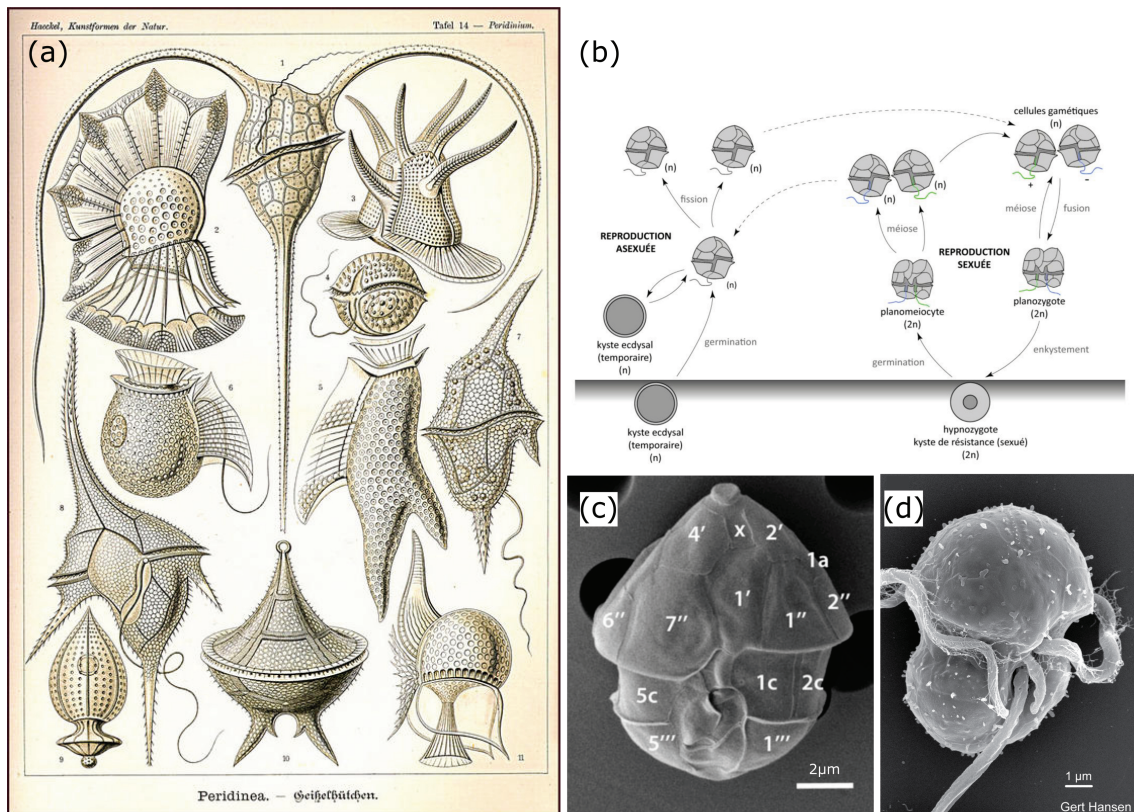 Haeckel, Kunstformen der Natur.
Tafel 14 — Peridinium.
(a)
1
2
3
4
5
6
7
8
9
10
11
Peridinea. — Geißelhütchen.
(b)
cellules gamétiques
(n)
(n)
(n)
(n)
(n)
+
-
fission
méiose
méiose
fusion
REPRODUCTION
ASEXUÉE
REPRODUCTION
SEXUÉE
(n)
planomeiocyte
(2n)
planozygote
(2n)
kyste ecdysal
(temporaire)
(n)
germination
germination
enkystement
kyste ecdysal
(temporaire)
(n)
hypnozygote
kyste de résistance (sexué)
(2n)
(c)
4' x 2'
1a
6'' 7'' 1' 1'' 2''
5c 1c 2c
5''' 1'''
2μm
(d)
1 μm
Gert Hansen